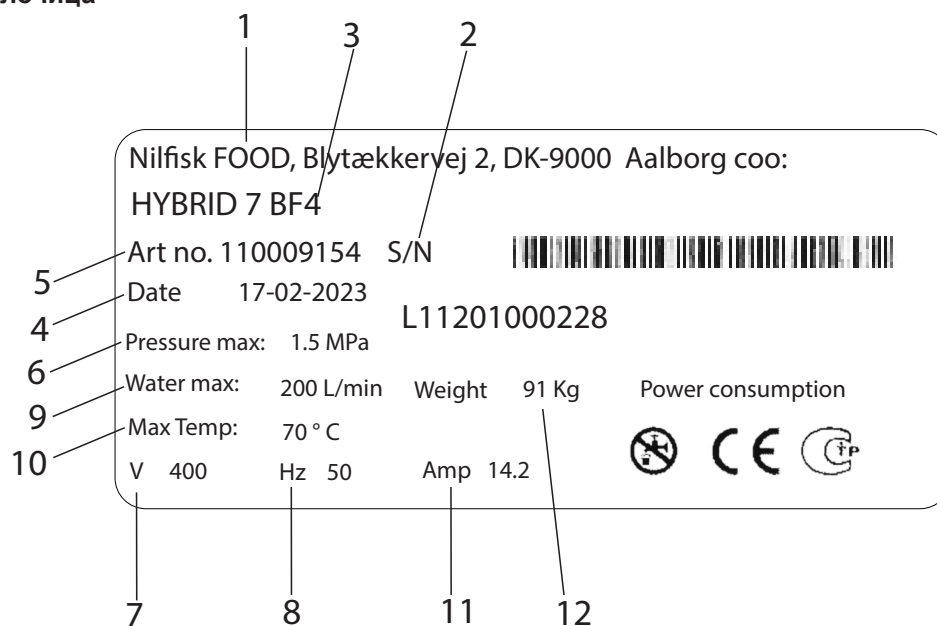 1 3 2
Nilfisk FOOD, Blytækkervej 2, DK-9000 Aalborg coo:
HYBRID 7 BF4
5 Art no. 110009154 S/N
4 Date 17-02-2023
L11201000228
6 Pressure max: 1.5 MPa
9 Water max: 200 L/min Weight 91 Kg Power consumption
10 Max Temp: 70 ° C
V 400 Hz 50 Amp 14.2
CE
7 8 11 12